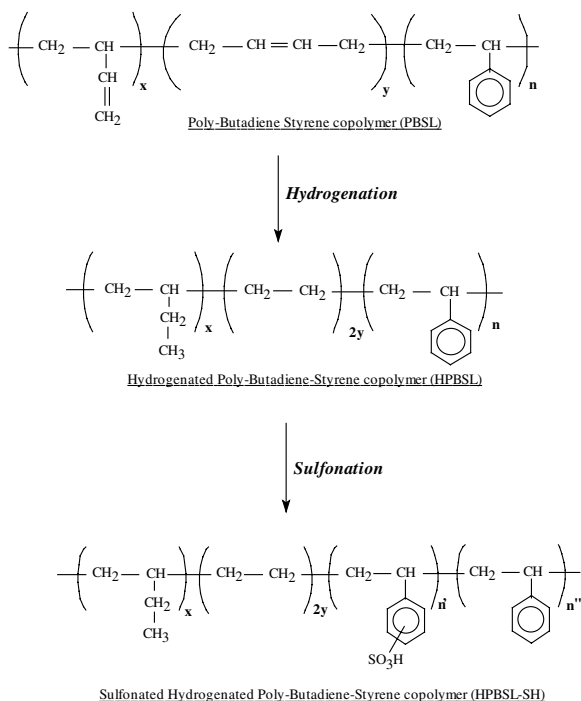 CH2 CH CH2 CH CH CH2 CH2 CH
CH
CH2
x y n
Poly-Butadiene Styrene copolymer (PBSL)
Hydrogenation
CH2 CH CH2 CH2 CH2 CH
CH2
CH3
x 2y n
Hydrogenated Poly-Butadiene-Styrene copolymer (HPBSL)
Sulfonation
CH2 CH CH2 CH2 CH2 CH CH2 CH
CH2
CH3
x 2y n' n"
SO3H
Sulfonated Hydrogenated Poly-Butadiene-Styrene copolymer (HPBSL-SH)